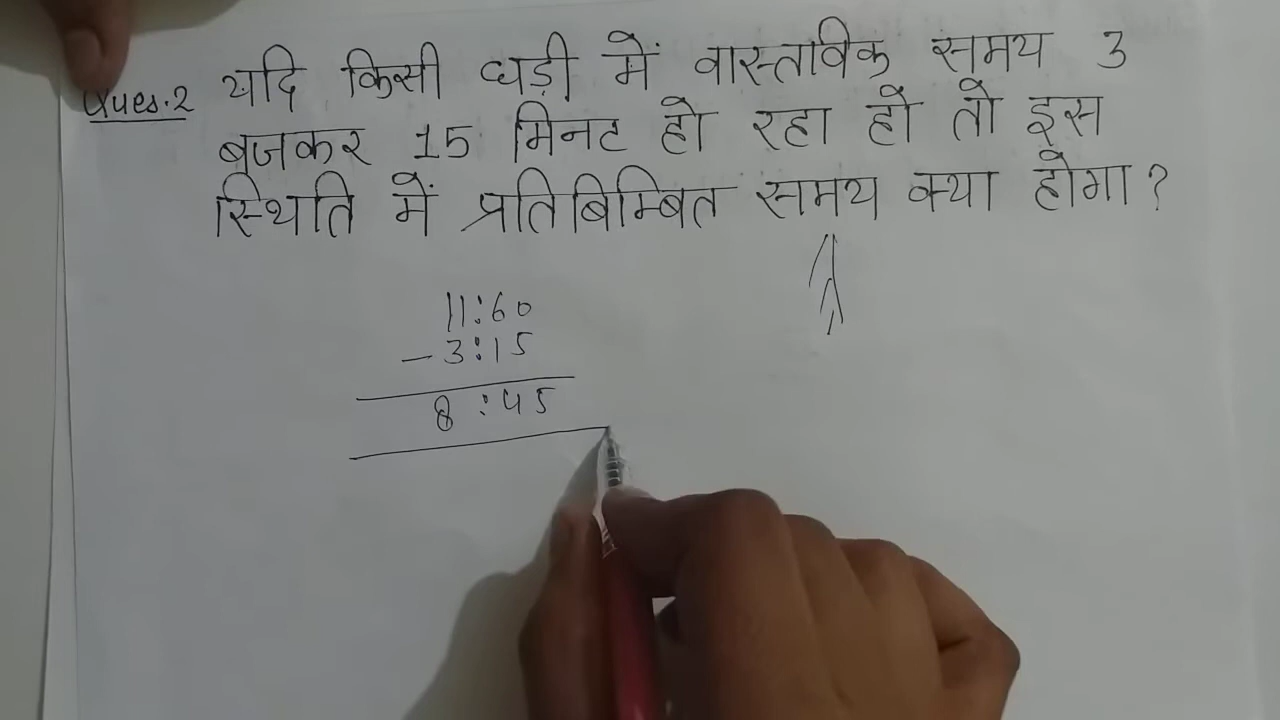 Ques.2 यदि किसी घड़ी में वास्तविक समय 3
बजकर 15 मिनट हो रहा हो तो इस
स्थिति में प्रतिबिम्बित समय क्या होगा?
11:60
- 3:15
8:45